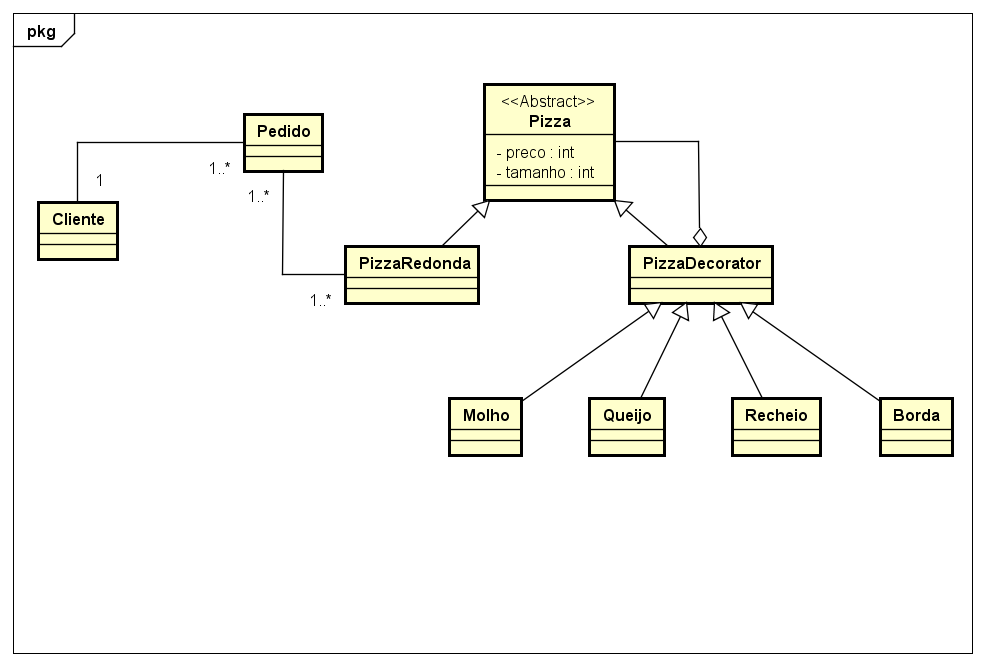 pkg
<<Abstract>>
Pizza
- preco : int
- tamanho : int
Pedido
1..*
1
1..*
Cliente
PizzaRedonda
1..*
PizzaDecorator
Molho
Queijo
Recheio
Borda